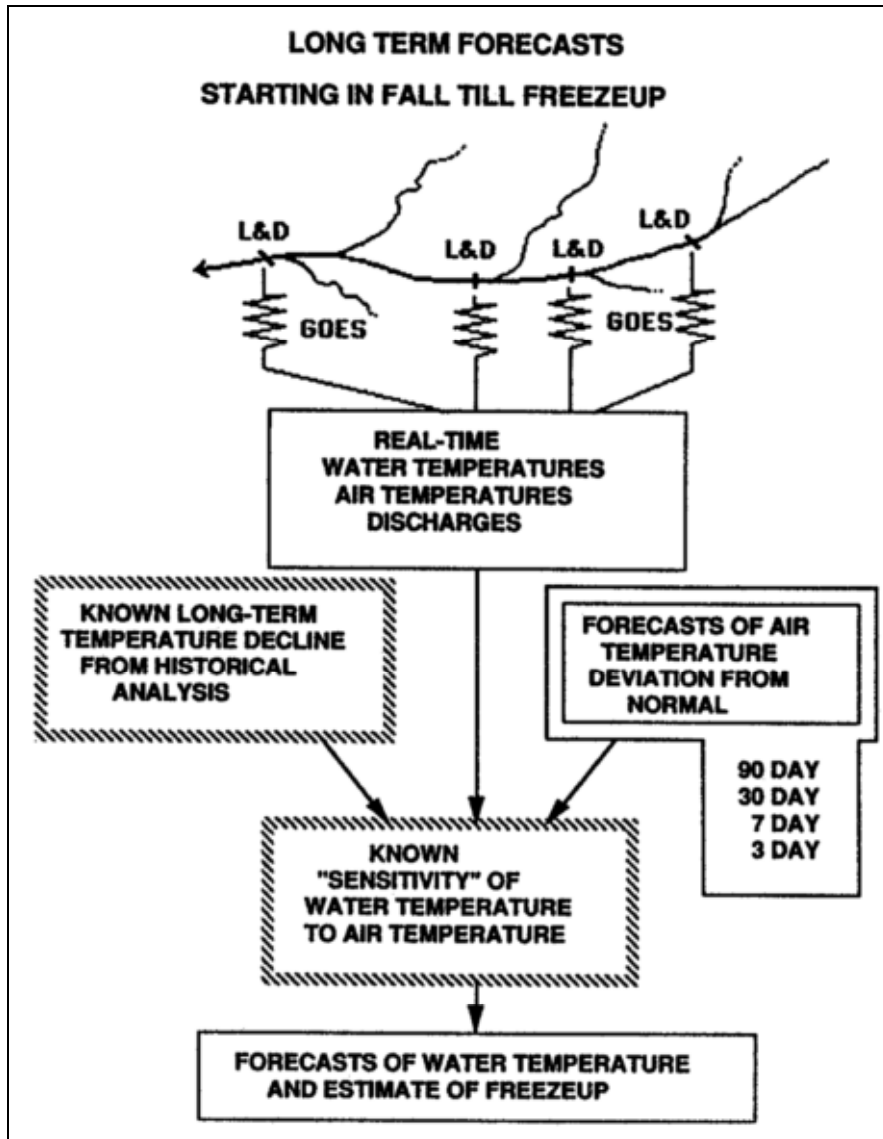 LONG TERM FORECASTS
STARTING IN FALL TILL FREEZEUP
L&D
L&D
L&D
L&D
GOES
GOES
REAL-TIME
WATER TEMPERATURES
AIR TEMPERATURES
DISCHARGES
KNOWN LONG-TERM
TEMPERATURE DECLINE
FROM HISTORICAL
ANALYSIS
FORECASTS OF AIR
TEMPERATURE
DEVIATION FROM
NORMAL
90 DAY
30 DAY
7 DAY
3 DAY
KNOWN
"SENSITIVITY" OF
WATER TEMPERATURE
TO AIR TEMPERATURE
FORECASTS OF WATER TEMPERATURE
AND ESTIMATE OF FREEZEUP